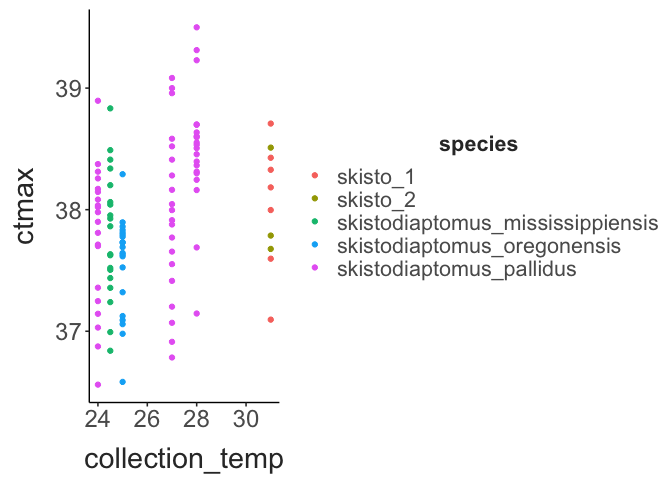 39
38
37
ctmax
24
26
28
30
collection_temp
species
skisto_1
skisto_2
skistodiaptomus_mississippiensis
skistodiaptomus_oregonensis
skistodiaptomus_pallidus